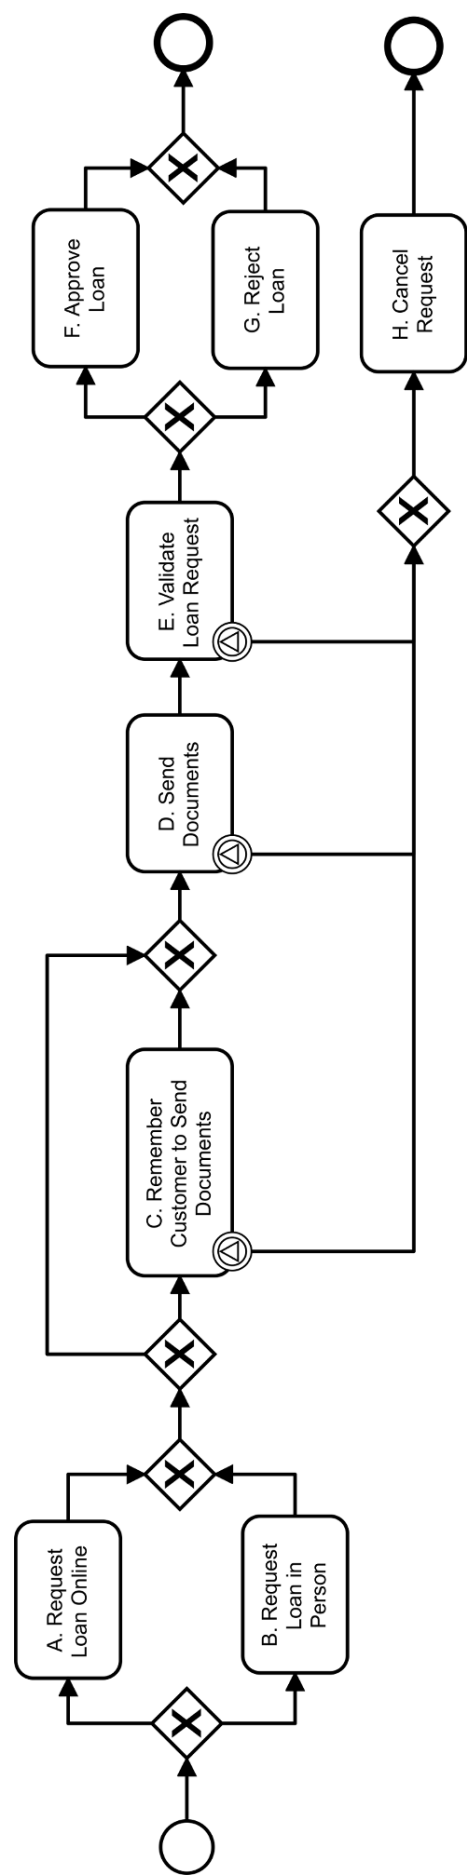 A. Request
Loan Online
B. Request
Loan in
Person
C. Remember
Customer to Send
Documents
D. Send
Documents
E. Validate
Loan Request
F. Approve
Loan
G. Reject
Loan
H. Cancel
Request